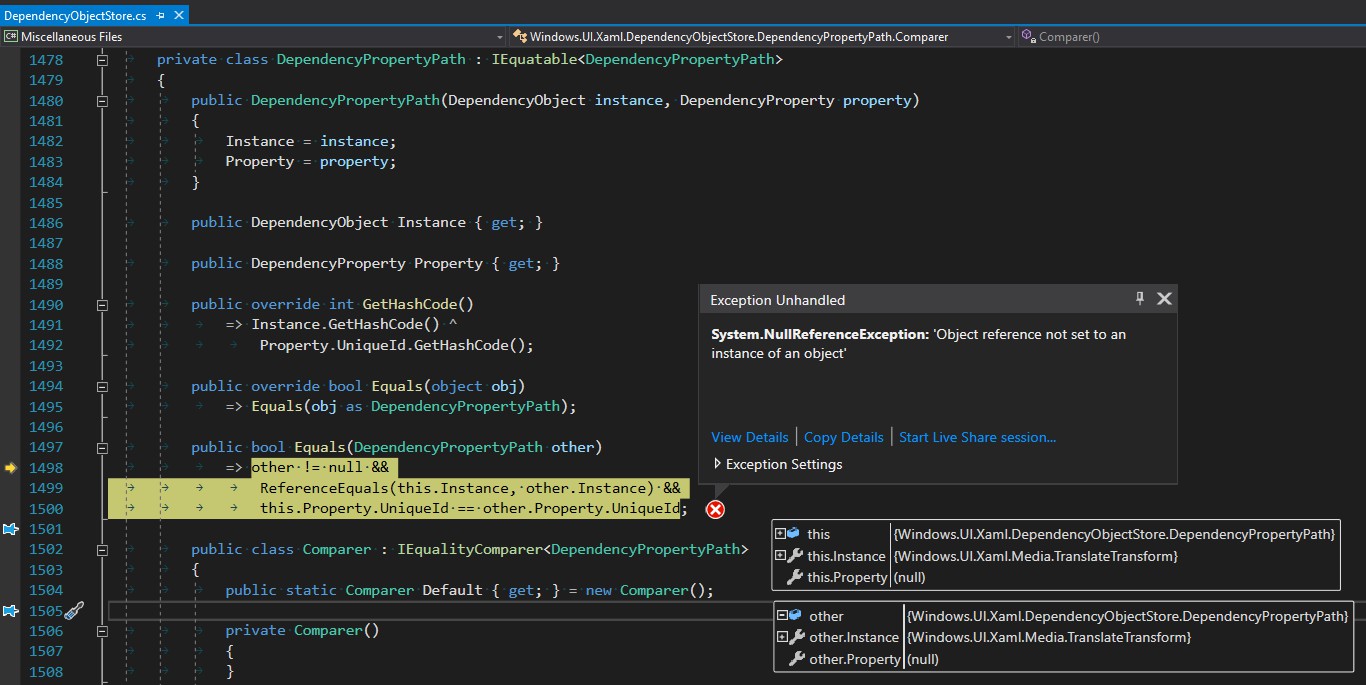 DependencyObjectStore.cs
C# Miscellaneous Files
Windows.UI.Xaml.DependencyObjectStore.DependencyPropertyPath.Comparer
Comparer()
1478 private class DependencyPropertyPath : IEquatable<DependencyPropertyPath>
1479 {
1480 public DependencyPropertyPath(DependencyObject instance, DependencyProperty property)
1481 {
1482 Instance = instance;
1483 Property = property;
1484 }
1485
1486 public DependencyObject Instance { get; }
1487
1488 public DependencyProperty Property { get; }
1489
1490 public override int GetHashCode()
1491 => Instance.GetHashCode() ^
1492 Property.UniqueId.GetHashCode();
1493
1494 public override bool Equals(object obj)
1495 => Equals(obj as DependencyPropertyPath);
1496
1497 public bool Equals(DependencyPropertyPath other)
1498 => other != null &&
1499 ReferenceEquals(this.Instance, other.Instance) &&
1500 this.Property.UniqueId == other.Property.UniqueId;
1501
1502 public class Comparer : IEqualityComparer<DependencyPropertyPath>
1503 {
1504 public static Comparer Default { get; } = new Comparer();
1505
1506 private Comparer()
1507 {
1508 }
Exception Unhandled
System.NullReferenceException: 'Object reference not set to an
instance of an object'
View Details | Copy Details | Start Live Share session...
Exception Settings
this {Windows.UI.Xaml.DependencyObjectStore.DependencyPropertyPath}
this.Instance {Windows.UI.Xaml.Media.TranslateTransform}
this.Property (null)
other {Windows.UI.Xaml.DependencyObjectStore.DependencyPropertyPath}
other.Instance {Windows.UI.Xaml.Media.TranslateTransform}
other.Property (null)